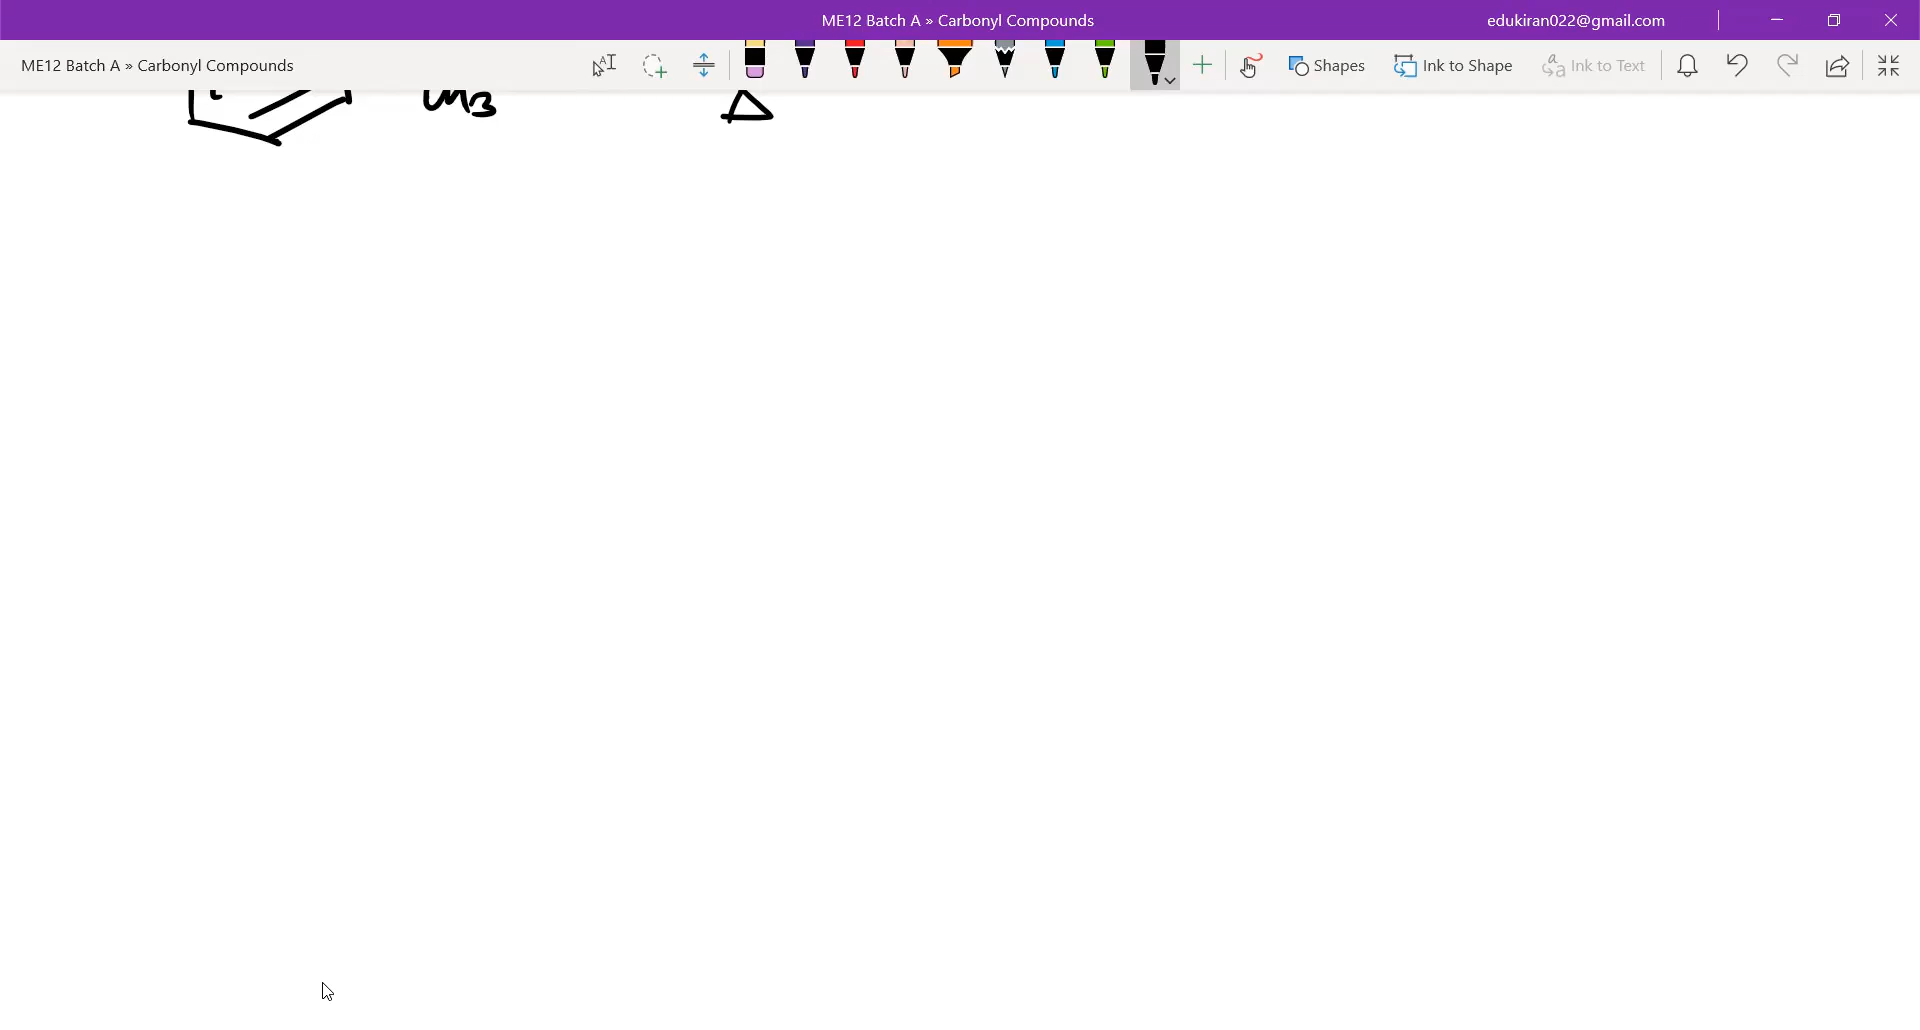 ME12 Batch A » Carbonyl Compounds edukiran022@gmail.com
ME12 Batch A » Carbonyl Compounds Shapes Ink to Shape Ink to Text